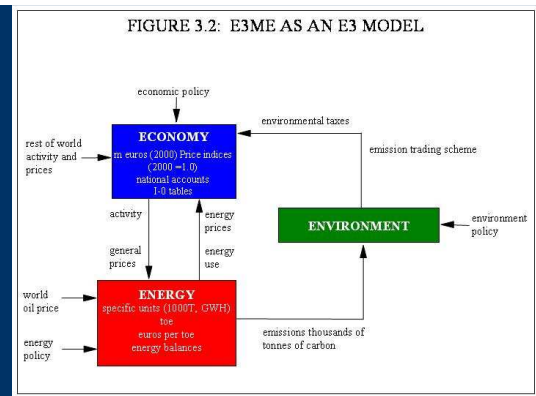 FIGURE 3.2: E3ME AS AN E3 MODEL
economic policy
environmental taxes
ECONOMY
m euros (2000) Price indices
(2000 =1.0)
national accounts
I-0 tables
rest of world
activity and
prices
emission trading scheme
activity
energy
prices
ENVIRONMENT
environment
policy
general
prices
energy
use
world
oil price
ENERGY
specific units (1000T, GWH)
toe
euros per toe
energy balances
energy
policy
emissions thousands of
tonnes of carbon